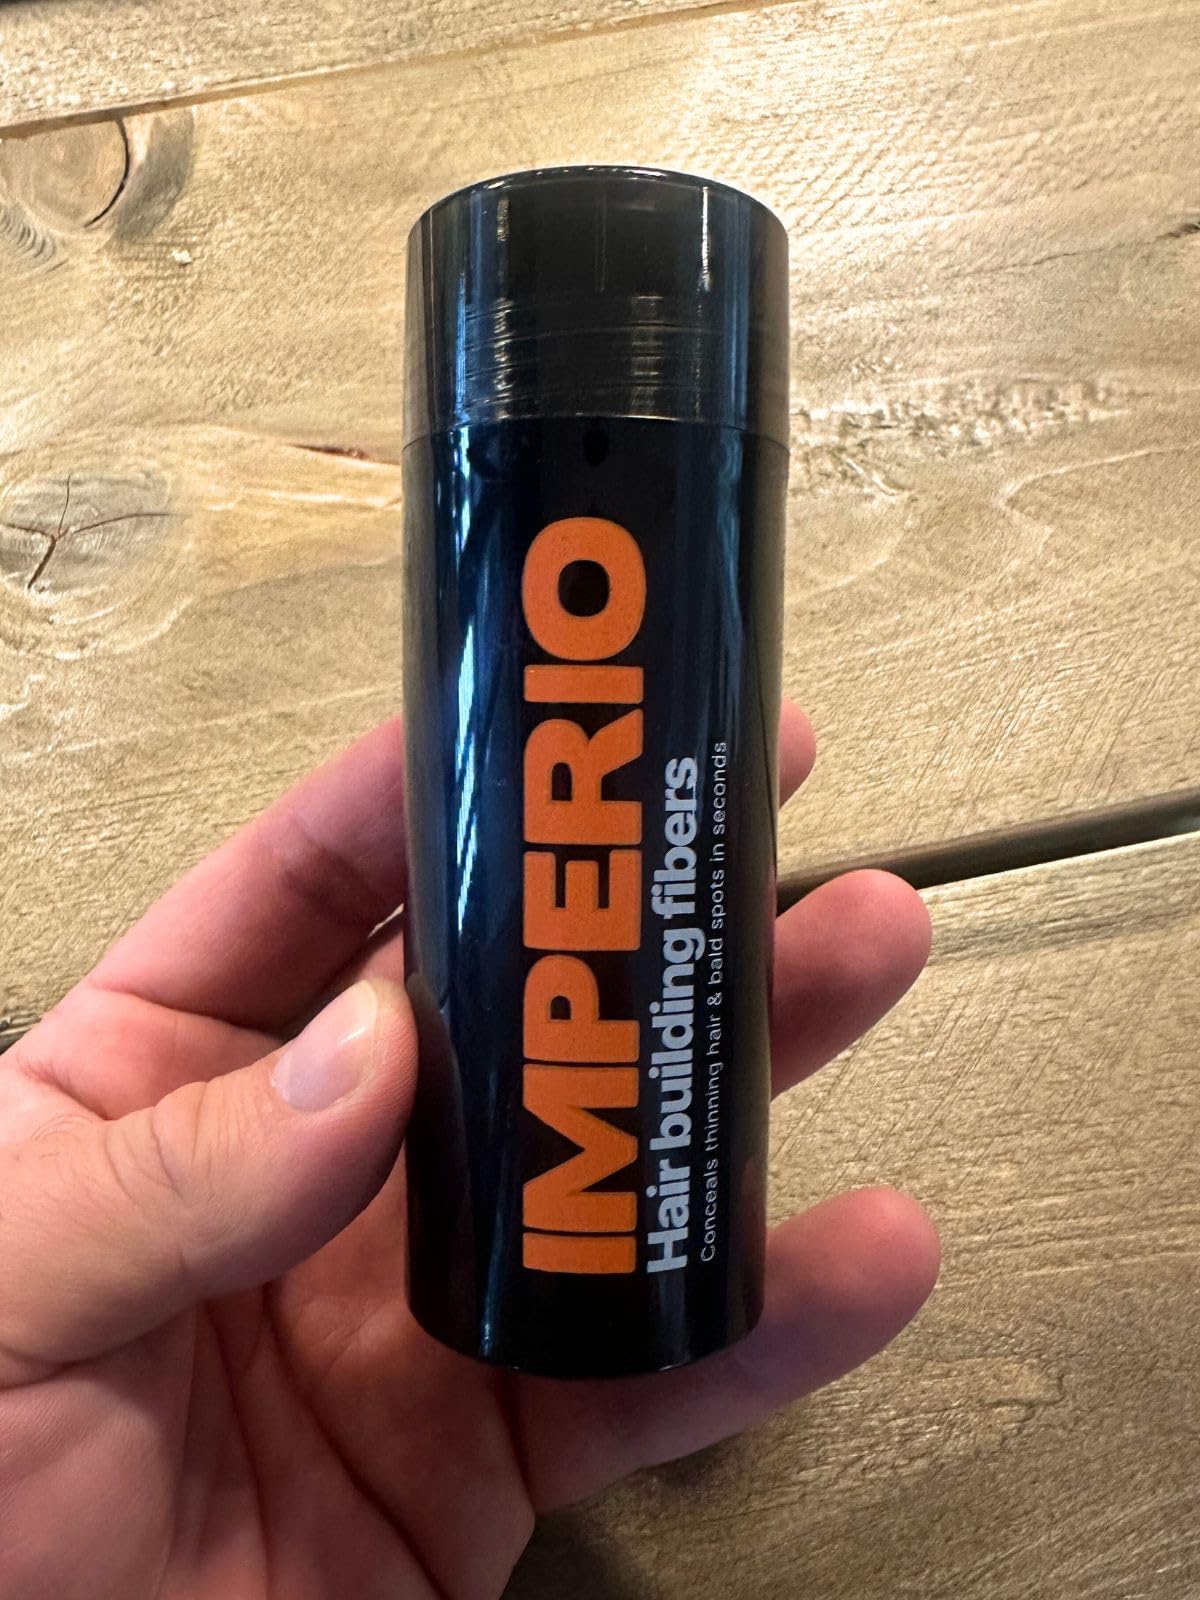 IMPERIO
Hair building fibers
Conceals thinning hair & bald spots in seconds